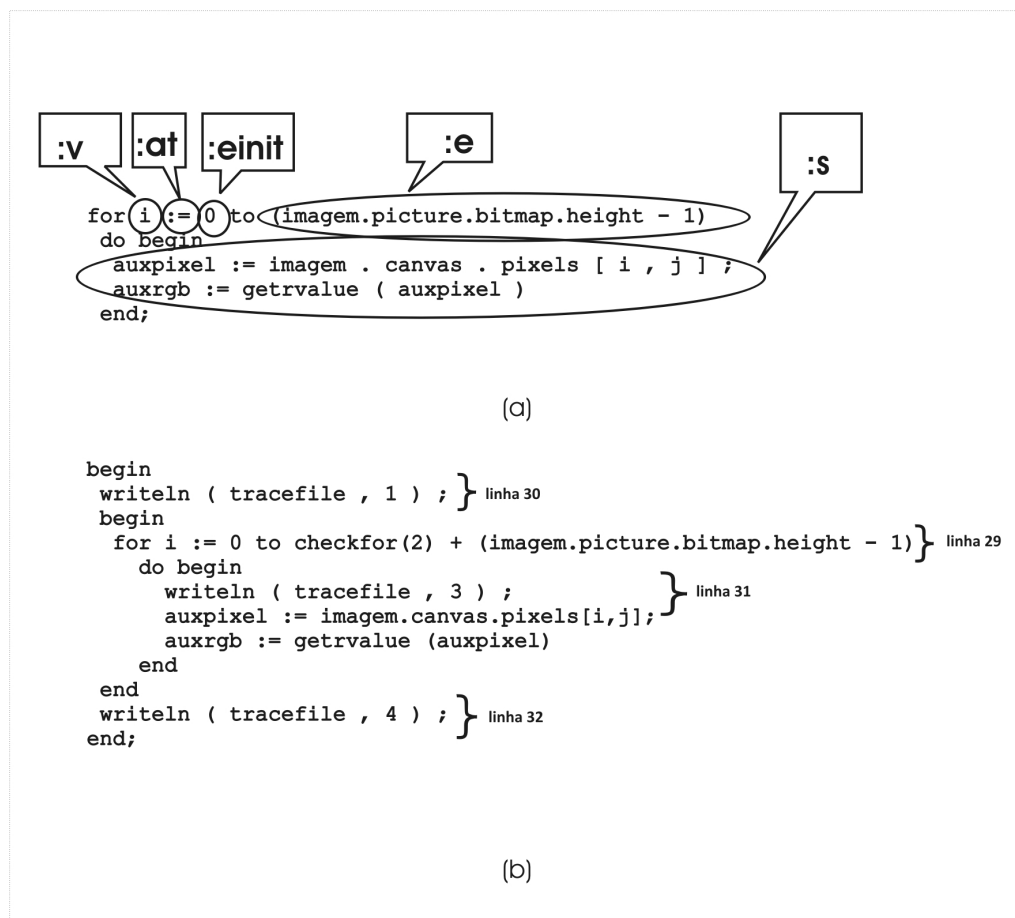 :v :at :einit :e :s
for i := 0 to (imagem.picture.bitmap.height - 1)
do begin
auxpixel := imagem . canvas . pixels [ i , j ] ;
auxrgb := getrvalue ( auxpixel )
end;
(a)
begin
writeln ( tracefile , 1 ) ; } linha 30
begin
for i := 0 to checkfor(2) + (imagem.picture.bitmap.height - 1) } linha 29
do begin
writeln ( tracefile , 3 ) ; } linha 31
auxpixel := imagem.canvas.pixels[i,j];
auxrgb := getrvalue (auxpixel)
end
end
writeln ( tracefile , 4 ) ; } linha 32
end;
(b)